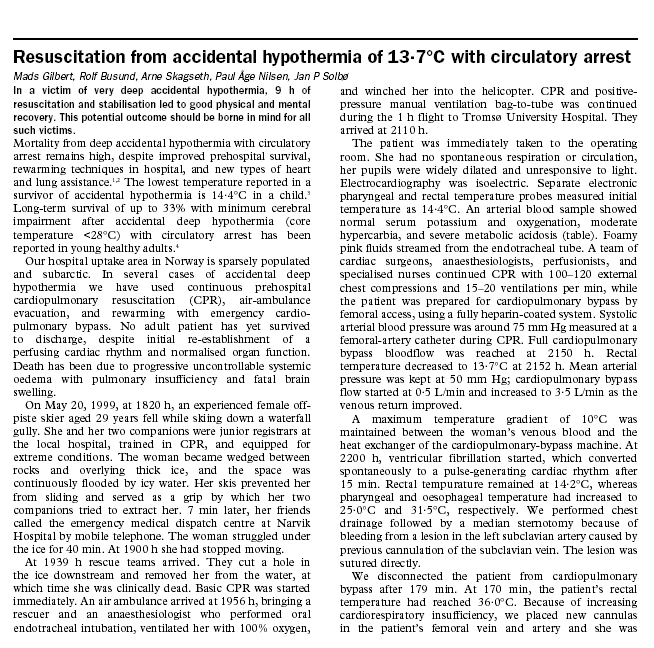 Resuscitation from accidental hypothermia of 13·7°C with circulatory arrest
Mads Gilbert, Rolf Busund, Arne Skagseth, Paul Åge Nilsen, Jan P Solbø
In a victim of very deep accidental hypothermia, 9 h of
resuscitation and stabilisation led to good physical and mental
recovery. This potential outcome should be borne in mind for all
such victims.
Mortality from deep accidental hypothermia with circulatory
arrest remains high, despite improved prehospital survival,
rewarming techniques in hospital, and new types of heart
and lung assistance.1,2 The lowest temperature reported in a
survivor of accidental hypothermia is 14·4°C in a child.3
Long-term survival of up to 33% with minimum cerebral
impairment after accidental deep hypothermia (core
temperature <28°C) with circulatory arrest has been
reported in young healthy adults.4
Our hospital uptake area in Norway is sparsely populated
and subarctic. In several cases of accidental deep
hypothermia we have used continuous prehospital
cardiopulmonary resuscitation (CPR), air-ambulance
evacuation, and rewarming with emergency cardio-
pulmonary bypass. No adult patient has yet survived
to discharge, despite initial re-establishment of a
perfusing cardiac rhythm and normalised organ function.
Death has been due to progressive uncontrollable systemic
oedema with pulmonary insufficiency and fatal brain
swelling.
On May 20, 1999, at 1820 h, an experienced female off-
piste skier aged 29 years fell while skiing down a waterfall
gully. She and her two companions were junior registrars at
the local hospital, trained in CPR, and equipped for
extreme conditions. The woman became wedged between
rocks and overlying thick ice, and the space was
continuously flooded by icy water. Her skis prevented her
from sliding and served as a grip by which her two
companions tried to extract her. 7 min later, her friends
called the emergency medical dispatch centre at Narvik
Hospital by mobile telephone. The woman struggled under
the ice for 40 min. At 1900 h she had stopped moving.
At 1939 h rescue teams arrived. They cut a hole in
the ice downstream and removed her from the water, at
which time she was clinically dead. Basic CPR was started
immediately. An air ambulance arrived at 1956 h, bringing a
rescuer and an anaesthesiologist who performed oral
endotracheal intubation, ventilated her with 100% oxygen,
and winched her into the helicopter. CPR and positive-
pressure manual ventilation bag-to-tube was continued
during the 1 h flight to Tromsø University Hospital. They
arrived at 2110 h.
The patient was immediately taken to the operating
room. She had no spontaneous respiration or circulation,
her pupils were widely dilated and unresponsive to light.
Electrocardiography was isoelectric. Separate electronic
pharyngeal and rectal temperature probes measured initial
temperature as 14·4°C. An arterial blood sample showed
normal serum potassium and oxygenation, moderate
hypercarbia, and severe metabolic acidosis (table). Foamy
pink fluids streamed from the endotracheal tube. A team of
cardiac surgeons, anaesthesiologists, perfusionists, and
specialised nurses continued CPR with 100–120 external
chest compressions and 15–20 ventilations per min, while
the patient was prepared for cardiopulmonary bypass by
femoral access, using a fully heparin-coated system. Systolic
arterial blood pressure was around 75 mm Hg measured at a
femoral-artery catheter during CPR. Full cardiopulmonary
bypass bloodflow was reached at 2150 h. Rectal
temperature decreased to 13·7°C at 2152 h. Mean arterial
pressure was kept at 50 mm Hg; cardiopulmonary bypass
flow started at 0·5 L/min and increased to 3·5 L/min as the
venous return improved.
A maximum temperature gradient of 10°C was
maintained between the woman's venous blood and the
heat exchanger of the cardiopulmonary-bypass machine. At
2200 h, ventricular fibrillation started, which converted
spontaneously to a pulse-generating cardiac rhythm after
15 min. Rectal tempurature remained at 14·2°C, whereas
pharyngeal and oesophageal temperature had increased to
25·0°C and 31·5°C, respectively. We performed chest
drainage followed by a median sternotomy because of
bleeding from a lesion in the left subclavian artery caused by
previous cannulation of the subclavian vein. The lesion was
sutured directly.
We disconnected the patient from cardiopulmonary
bypass after 179 min. At 170 min, the patient's rectal
temperature had reached 36·0°C. Because of increasing
cardiorespiratory insufficiency, we placed new cannulas
in the patient's femoral vein and artery and she was